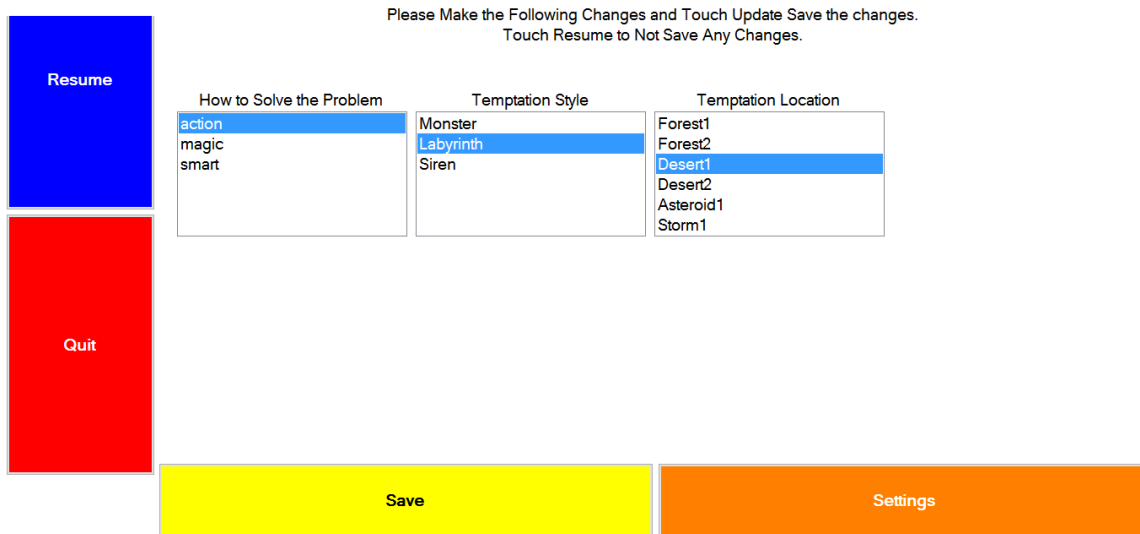 Please Make the Following Changes and Touch Update Save the changes.
Touch Resume to Not Save Any Changes.
Resume
How to Solve the Problem
action
magic
smart
Temptation Style
Monster
Labyrinth
Siren
Temptation Location
Forest1
Forest2
Desert1
Desert2
Asteroid1
Storm1
Quit
Save
Settings